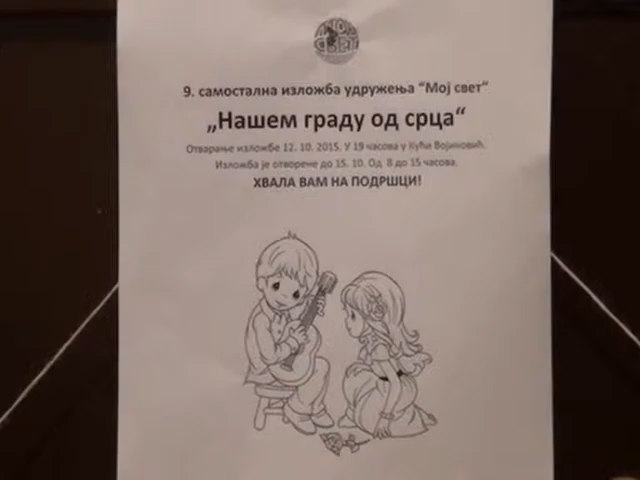 9. самостална изложба удружења “Мој свет“
„Нашем граду од срца“
Отварање изложбе 12. 10. 2015. У 19 часова у Кући Војиновић.
Изложба је отворене до 15. 10. Од 8 до 15 часова.
ХВАЛА ВАМ НА ПОДРШЦИ!